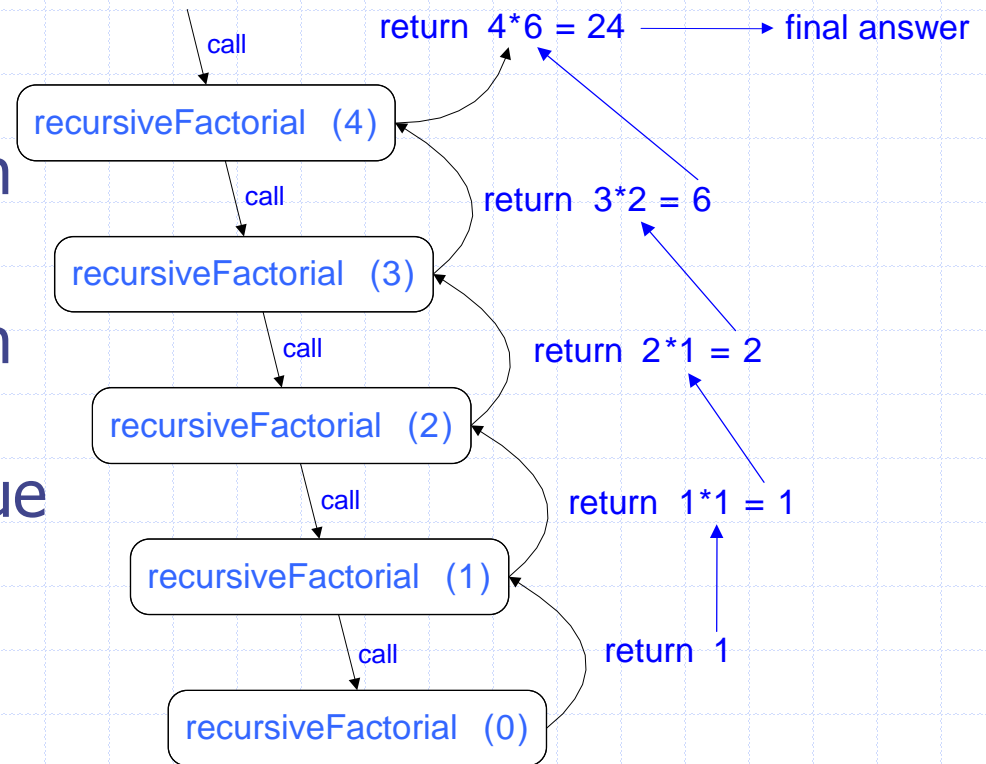 call
return 4*6 = 24
final answer
recursiveFactorial (4)
call
return 3*2 = 6
recursiveFactorial (3)
call
return 2*1 = 2
recursiveFactorial (2)
ue
call
return 1*1 = 1
recursiveFactorial (1)
call
return 1
recursiveFactorial (0)